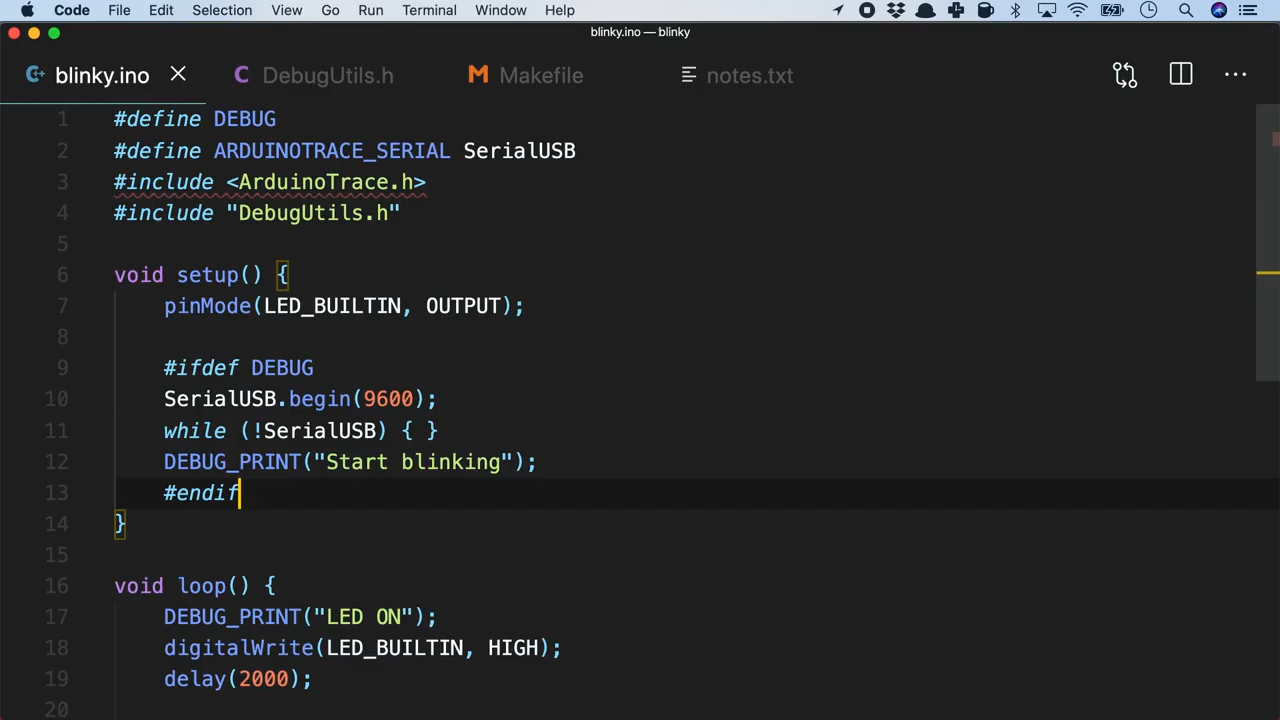 Code File Edit Selection View Go Run Terminal Window Help
blinky.ino — blinky
blinky.ino DebugUtils.h Makefile notes.txt
1 #define DEBUG
2 #define ARDUINOTRACE_SERIAL SerialUSB
3 #include <ArduinoTrace.h>
4 #include "DebugUtils.h"
5
6 void setup() {
7 pinMode(LED_BUILTIN, OUTPUT);
8
9 #ifdef DEBUG
10 SerialUSB.begin(9600);
11 while (!SerialUSB) { }
12 DEBUG_PRINT("Start blinking");
13 #endif
14 }
15
16 void loop() {
17 DEBUG_PRINT("LED ON");
18 digitalWrite(LED_BUILTIN, HIGH);
19 delay(2000);
20